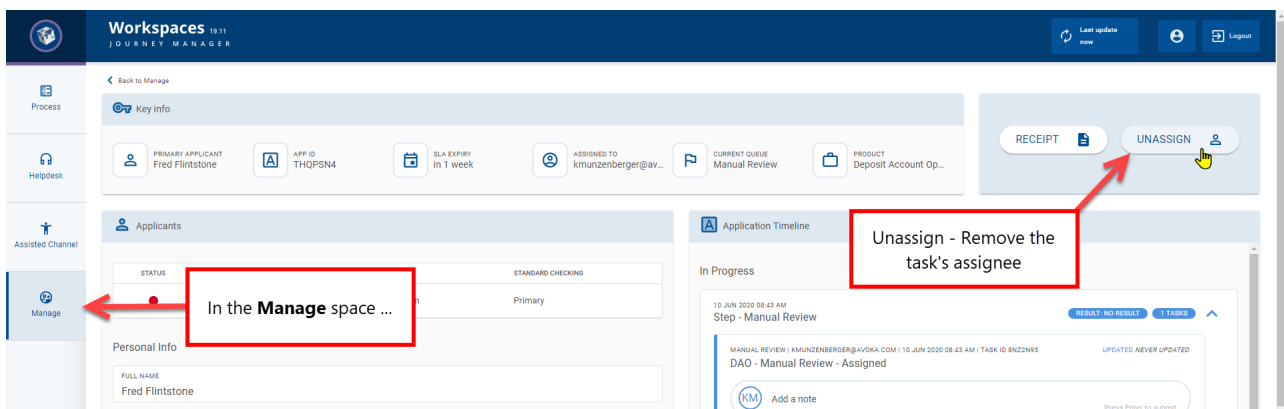 Workspaces 19.11
JOURNEY MANAGER
Last update
now
Logout
Process
Helpdesk
Assisted Channel
Manage
Back to Manage
Key info
PRIMARY APPLICANT
Fred Flintstone
APP ID
THQPSN4
SLA EXPIRY
in 1 week
ASSIGNED TO
kmunzenberger@av...
CURRENT QUEUE
Manual Review
PRODUCT
Deposit Account Op...
RECEIPT
UNASSIGN
Unassign - Remove the
task's assignee
Applicants
STATUS
STANDARD CHECKING
Primary
In the Manage space ...
Personal Info
FULL NAME
Fred Flintstone
Application Timeline
In Progress
10 JUN 2020 08:43 AM
Step - Manual Review
RESULT: NO RESULT
1 TASKS
MANUAL REVIEW | KMUNZENBERGER@AVOKA.COM | 10 JUN 2020 08:43 AM | TASK ID 8NZ2N95
UPDATED NEVER UPDATED
DAO - Manual Review - Assigned
KM
Add a note
Press Enter to submit